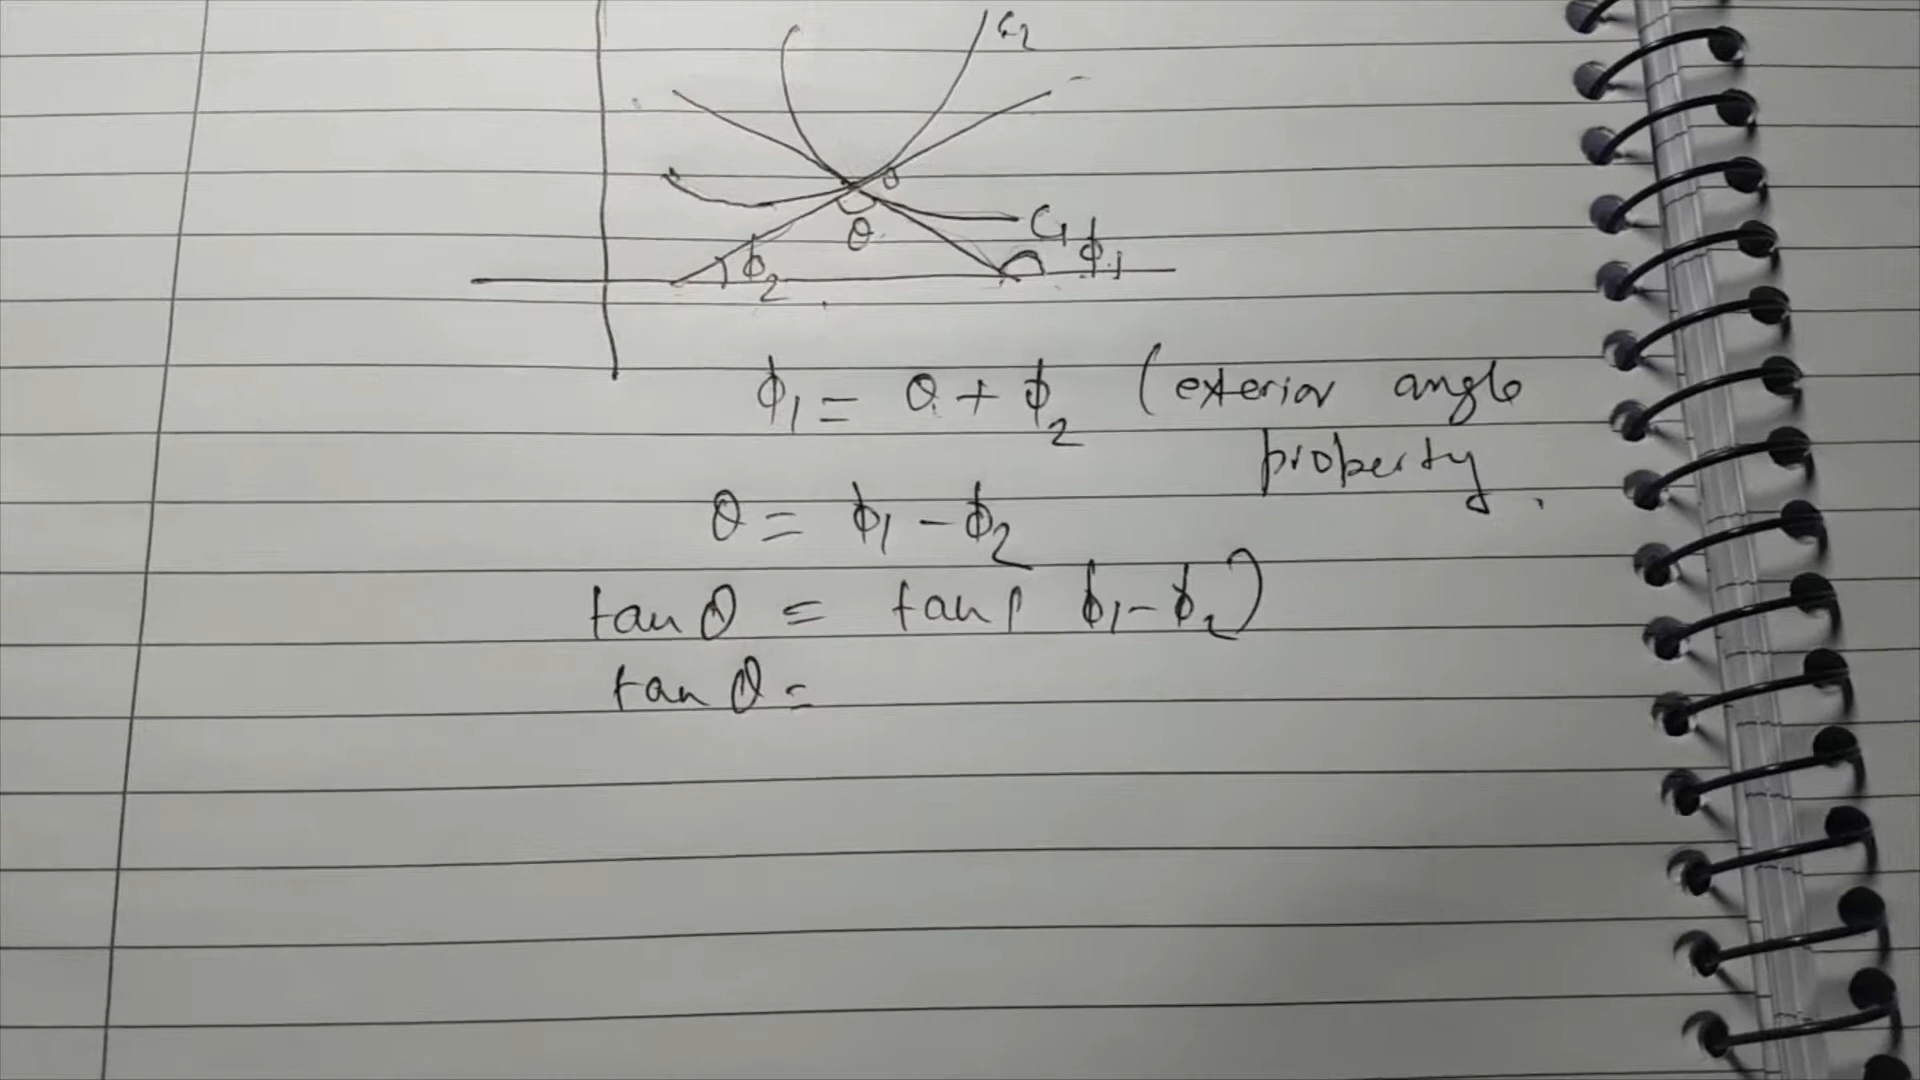 C2
θ
C1
θ
ϕ1
ϕ2
ϕ1 = θ + ϕ2 (exterior angle
property.
θ = ϕ1 - ϕ2
tan θ = tan( ϕ1 - ϕ2)
tan θ =